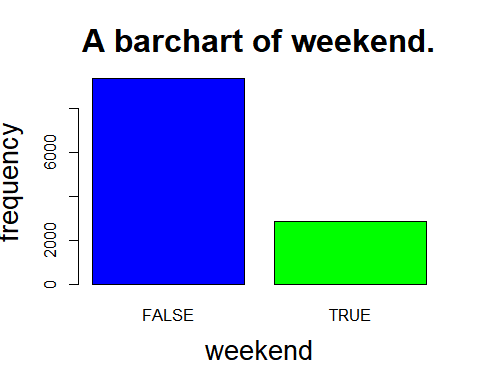 A barchart of weekend.
frequency
6000
2000
0
FALSE TRUE
weekend